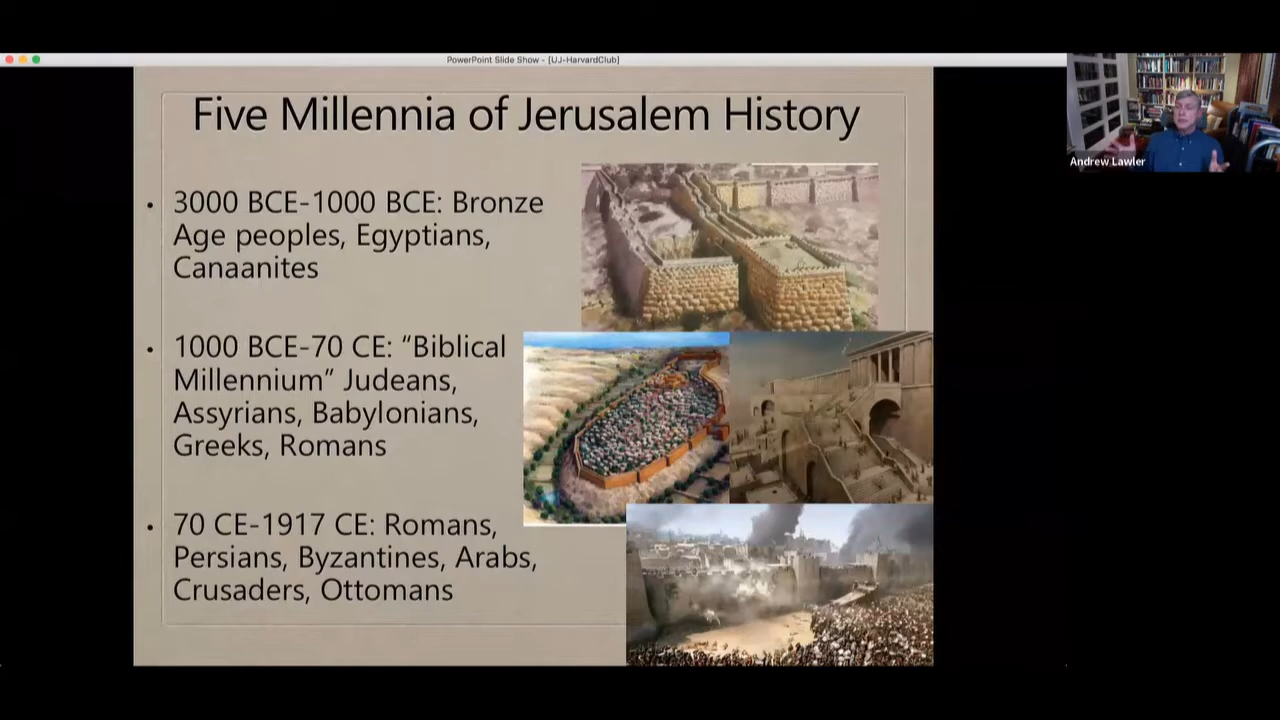 PowerPoint Slide Show - [UJ-HarvardClub]
Five Millennia of Jerusalem History
• 3000 BCE-1000 BCE: Bronze
Age peoples, Egyptians,
Canaanites
• 1000 BCE-70 CE: “Biblical
Millennium” Judeans,
Assyrians, Babylonians,
Greeks, Romans
• 70 CE-1917 CE: Romans,
Persians, Byzantines, Arabs,
Crusaders, Ottomans
Andrew Lawler